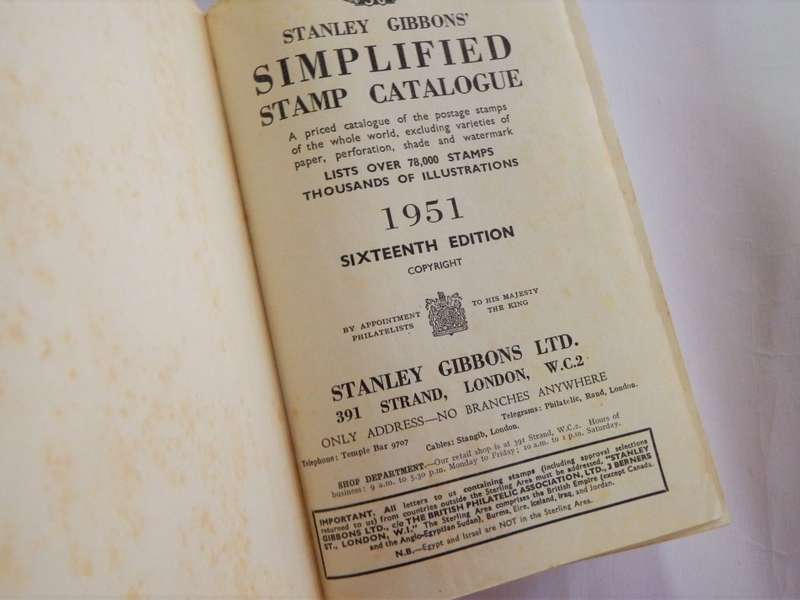 STANLEY GIBBONS'
SIMPLIFIED
STAMP CATALOGUE
A priced catalogue of the postage stamps
of the whole world, excluding varieties of
paper, perforation, shade and watermark
LISTS OVER 78,000 STAMPS
THOUSANDS OF ILLUSTRATIONS
1951
SIXTEENTH EDITION
COPYRIGHT
BY APPOINTMENT TO HIS MAJESTY
PHILATELISTS THE KING
STANLEY GIBBONS LTD.
391 STRAND, LONDON, W.C.2
ONLY ADDRESS—NO BRANCHES ANYWHERE
Telephone: Temple Bar 9707 Telegrams: Philatelic, Rand, London.
Cables: Stangib, London.
SHOP DEPARTMENT.—Our retail shop is at 391 Strand, W.C.2. Hours of
business: 9 a.m. to 5.30 p.m. Monday to Friday; 10 a.m. to 1 p.m. Saturday.
IMPORTANT. All letters to us containing stamps (including approval selections
returned to us) from countries outside the Sterling Area must be addressed, "STANLEY
GIBBONS LTD., c/o THE BRITISH PHILATELIC ASSOCIATION, LTD., 3 BERNERS
ST., LONDON, W.1." The Sterling Area comprises the British Empire (except Canada,
and the Anglo-Egyptian Sudan), Burma, Eire, Iceland, Iraq, and Jordan.
N.B.—Egypt and Israel are NOT in the Sterling Area.